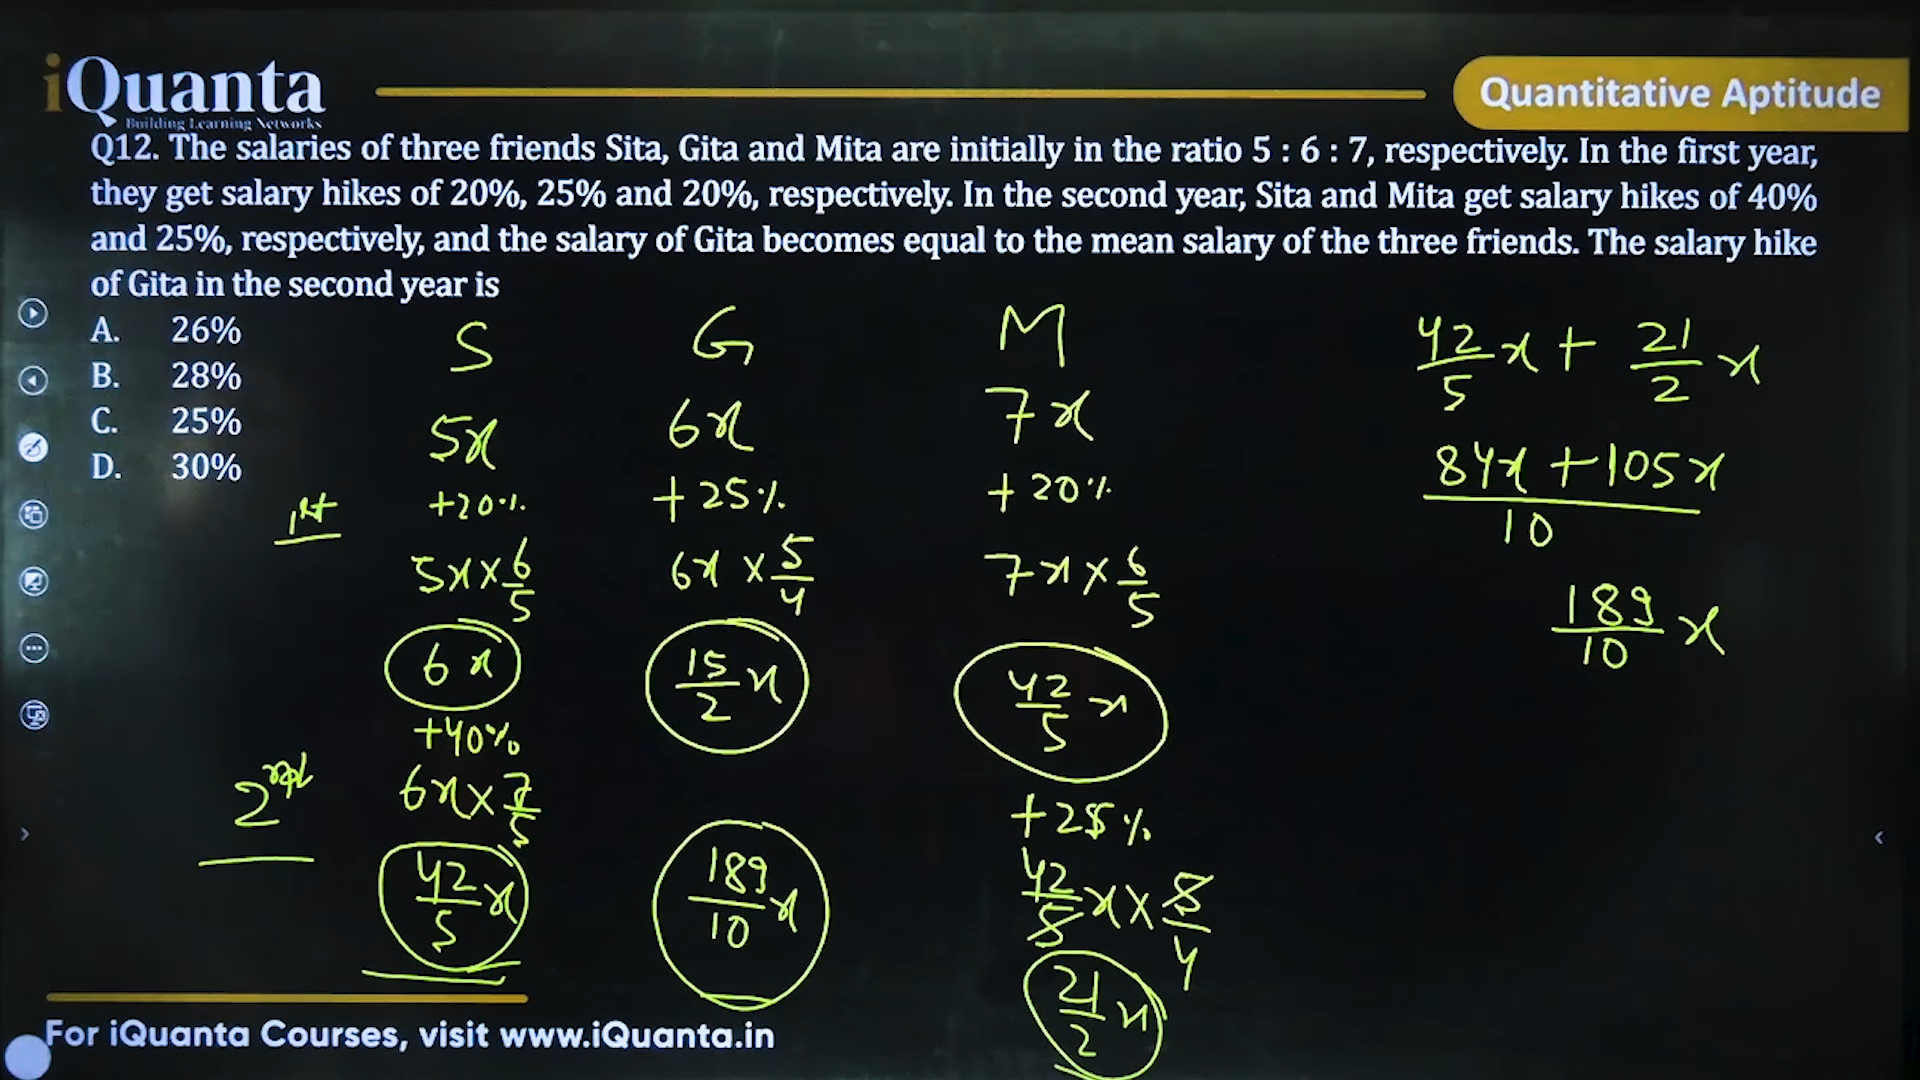 iQuanta
Building Learning Networks
Quantitative Aptitude
Q12. The salaries of three friends Sita, Gita and Mita are initially in the ratio 5 : 6 : 7, respectively. In the first year,
they get salary hikes of 20%, 25% and 20%, respectively. In the second year, Sita and Mita get salary hikes of 40%
and 25%, respectively, and the salary of Gita becomes equal to the mean salary of the three friends. The salary hike
of Gita in the second year is
A. 26%
B. 28%
C. 25%
D. 30%
S G M
5x 6x 7x
+20% +25% +20%
1st
5x × 6/5 6x × 5/4 7x × 6/5
6x 15/2 x 42/5 x
+40%
2nd
6x × 7/5
+25%
42/5 x 189/10 x 42/5 x × 5/4
21/2 x
42/5 x + 21/2 x
84x + 105x
10
189/10 x
For iQuanta Courses, visit www.iQuanta.in